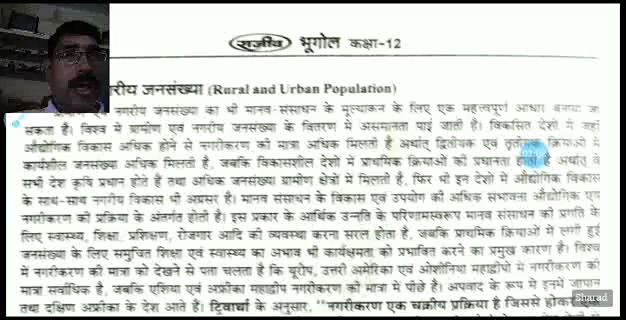 सजीव भूगोल कक्षा-12
रीय जनसंख्या (Rural and Urban Population)
एवं नगरीय जनसंख्या का भी मानव-संसाधन के मूल्यांकन के लिए एक महत्त्वपूर्ण आधार बनाया जा
सकता है। विश्व में ग्रामीण एवं नगरीय जनसंख्या के वितरण में असमानता पाई जाती है। विकसित देशों में जहाँ
औद्योगिक विकास अधिक होने से नगरीकरण की मात्रा अधिक मिलती है अर्थात् द्वितीयक एवं तृतीयक क्रियाओं में
कार्यशील जनसंख्या अधिक मिलती है, जबकि विकासशील देशों में प्राथमिक क्रियाओं की प्रधानता होती है अर्थात् वे
सभी देश कृषि प्रधान होते हैं तथा अधिक जनसंख्या ग्रामीण क्षेत्रों में मिलती है, फिर भी इन देशों में औद्योगिक विकास
के साथ-साथ नगरीय विकास भी अग्रसर है। मानव संसाधन के विकास एवं उपयोग की अधिक संभावना औद्योगिक एवं
नगरीकरण की प्रक्रिया के अंतर्गत होती है। इस प्रकार के आर्थिक उन्नति के परिणामस्वरूप मानव संसाधन की प्रगति के
लिए स्वास्थ्य, शिक्षा, प्रशिक्षण, रोजगार आदि की व्यवस्था करना सरल होता है, जबकि प्राथमिक क्रियाओं में लगी हुई
जनसंख्या के लिए समुचित शिक्षा एवं स्वास्थ्य का अभाव भी कार्यक्षमता को प्रभावित करने का प्रमुख कारण है। विश्व
में नगरीकरण की मात्रा को देखने से पता चलता है कि यूरोप, उत्तरी अमेरिका एवं ओशीनिया महाद्वीपों में नगरीकरण की
मात्रा सर्वाधिक है, जबकि एशिया एवं अफ्रीका महाद्वीप नगरीकरण की मात्रा में पीछे हैं। अपवाद के रूप में इनमें जापान
तथा दक्षिण अफ्रीका के देश आते हैं। ट्रिवार्था के अनुसार, "नगरीकरण एक चक्रीय प्रक्रिया है जिससे होकर
Sharad